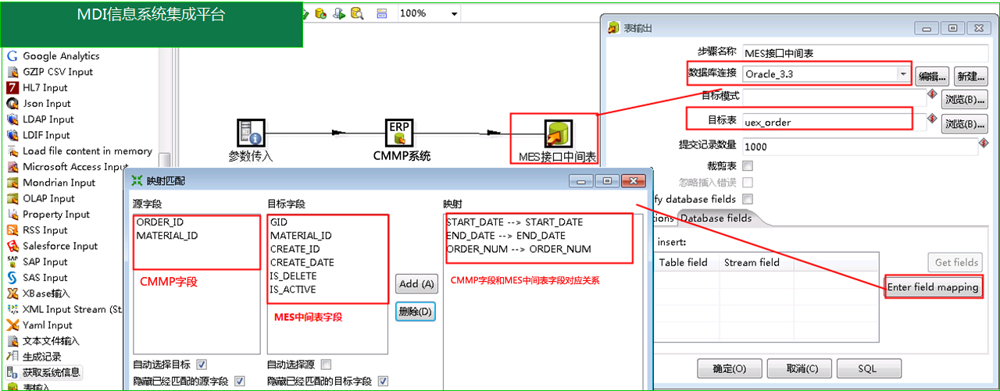 MDI信息系统集成平台
100%
Google Analytics
GZIP CSV Input
HL7 Input
Json Input
LDAP Input
LDIF Input
Load file content in memory
Microsoft Access Input
Mondrian Input
OLAP Input
Property Input
RSS Input
Salesforce Input
SAP Input
SAS Input
XBase输入
XML Input Stream (St.
Yaml Input
文本文件输入
生成记录
获取系统信息
表输入
参数传入
ERP
CMMP系统
MES接口中间表
表输出
步骤名称 MES接口中间表
数据库连接 Oracle_3.3 编辑... 新建...
目标模式 浏览(B)...
目标表 uex_order 浏览(B)...
提交记录数量 1000
裁剪表
忽略插入错误
fy database fields
tions Database fields
insert:
Table field Stream field
Get fields
Enter field mapping
确定(O) 取消(C) SQL
映射匹配
源字段
ORDER_ID
MATERIAL_ID
CMMP字段
目标字段
GID
MATERIAL_ID
CREATE_ID
CREATE_DATE
IS_DELETE
IS_ACTIVE
MES中间表字段
Add (A)
删除(D)
映射
START_DATE --> START_DATE
END_DATE --> END_DATE
ORDER_NUM --> ORDER_NUM
CMMP字段和MES中间表字段对应关系
自动选择目标 自动选择源
隐藏已经匹配的源字段 隐藏已经匹配的目标字段